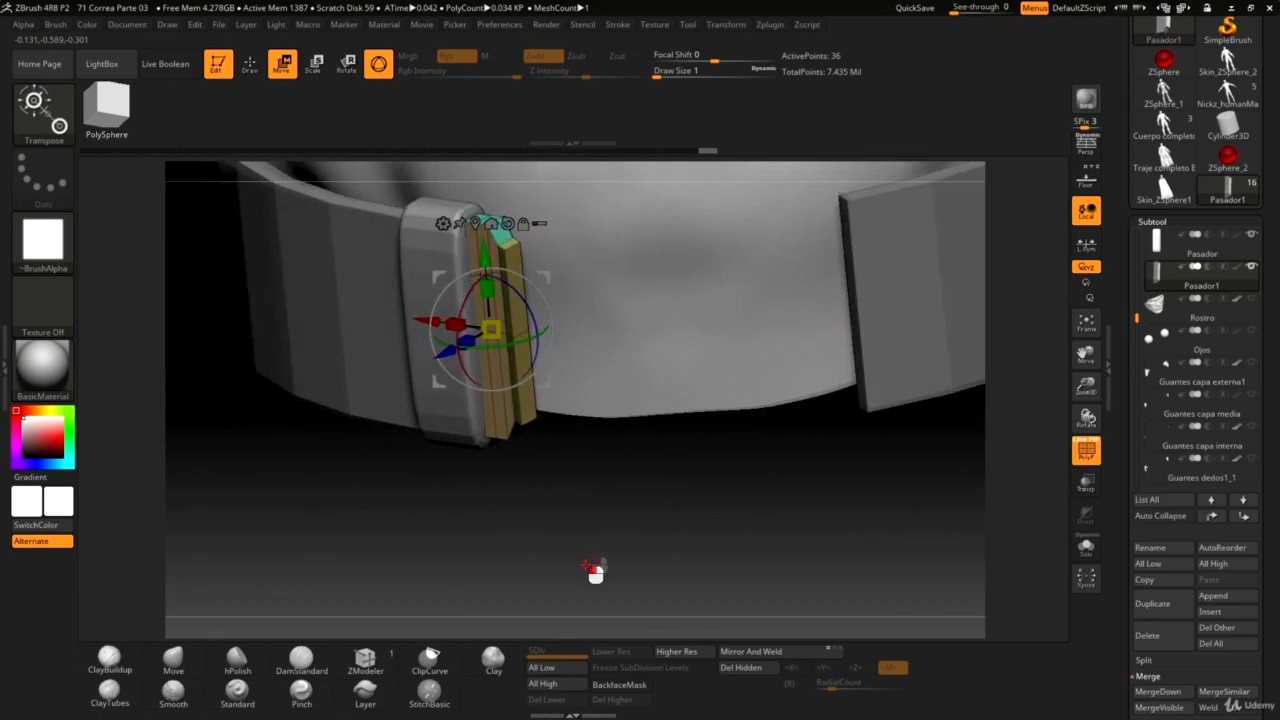 ZBrush 4R8 P2 71 Correa Parte 03 • Free Mem 4.278GB • Active Mem 1387 • Scratch Disk 59 • ATime▶0.042 • PolyCount▶0.034 KP • MeshCount▶1
QuickSave See-through 0 Menus DefaultZScript
Alpha Brush Color Document Draw Edit File Layer Light Macro Marker Material Movie Picker Preferences Render Stencil Stroke Texture Tool Transform Zplugin Zscript
-0.131,-0.589,-0.301
Home Page LightBox Live Boolean
Edit Draw Move Scale Rotate
Mrgb Rgb M Zadd Zsub Zcut
Rgb Intensity Z Intensity
Focal Shift 0
Draw Size 1 Dynamic
ActivePoints: 36
TotalPoints: 7.435 Mil
Transpose
PolySphere
Dots
~BrushAlpha
Texture Off
BasicMaterial
Gradient
SwitchColor
Alternate
BPR
SPix 3
Dynamic
Persp
Floor
Local
L.Sym
XYZ
Frame
Move
Zoom3D
Rotate
Line Fill
PolyF
Transp
Ghost
Dynamic
Solo
Xpose
Pasador1 SimpleBrush
ZSphere Skin_ZSphere_2
5
ZSphere_1 Nickz_humanMa
3
Cuerpo completo Cylinder3D
Traje completo E ZSphere_2
16
Skin_ZSphere1 Pasador1
Subtool
Pasador
Pasador1
Rostro
Ojos
Guantes capa externa1
Guantes capa media
Guantes capa interna
Guantes dedos1_1
List All
Auto Collapse
Rename AutoReorder
All Low All High
Copy Paste
Duplicate Append
Insert
Delete Del Other
Del All
Split
Merge
MergeDown MergeSimilar
MergeVisible Weld
Udemy
ClayBuildup Move hPolish DamStandard ZModeler 1 ClipCurve Clay
ClayTubes Smooth Standard Pinch Layer StitchBasic
SDiv Lower Res Higher Res Mirror And Weld
All Low Freeze Subdivision Levels Del Hidden >X< >Y< >Z< >M<
All High BackfaceMask (R) RadialCount
Del Lower Del Higher